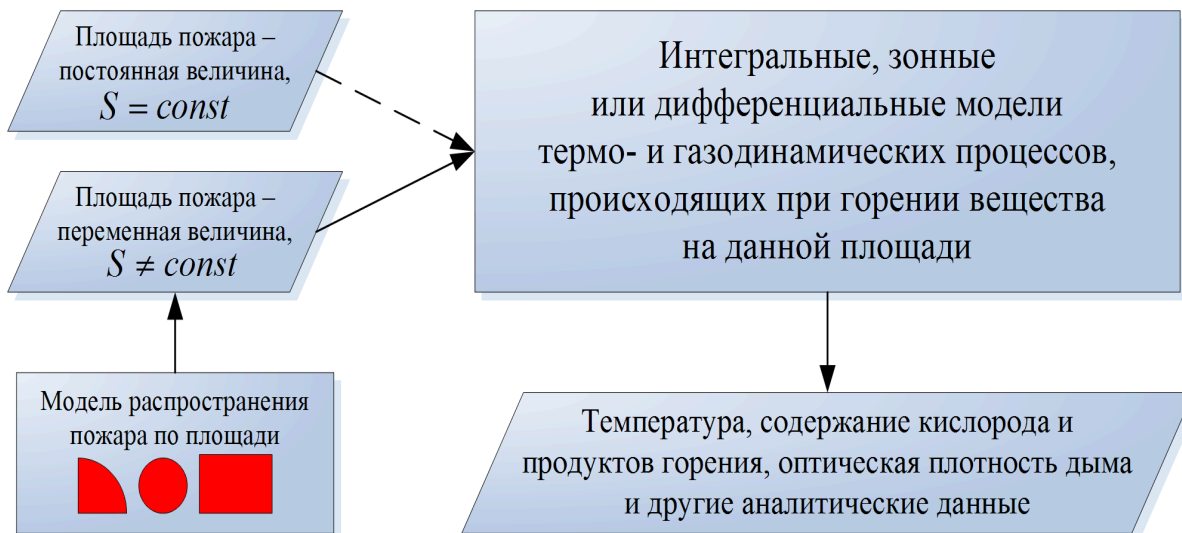 Площадь пожара –
постоянная величина,
S = const
Площадь пожара –
переменная величина,
S ≠ const
Модель распространения
пожара по площади
Интегральные, зонные
или дифференциальные модели
термо- и газодинамических процессов,
происходящих при горении вещества
на данной площади
Температура, содержание кислорода и
продуктов горения, оптическая плотность дыма
и другие аналитические данные